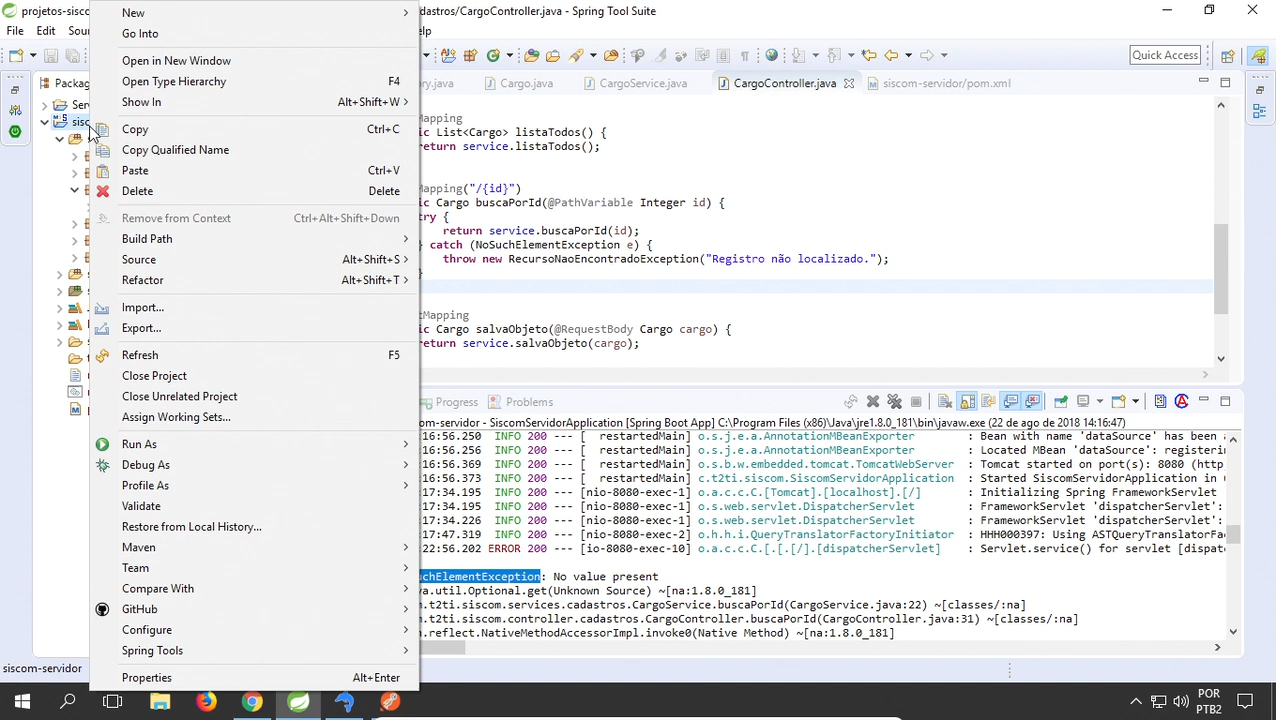 projetos-sisc
adastros/CargoController.java - Spring Tool Suite
File Edit Sou
elp
Quick Access
Packag
ry.java
Cargo.java
CargoService.java
CargoController.java
siscom-servidor/pom.xml
Serv
sisc
New
Go Into
Open in New Window
Open Type Hierarchy F4
Show In Alt+Shift+W
Copy Ctrl+C
Copy Qualified Name
Paste Ctrl+V
Delete Delete
Remove from Context Ctrl+Alt+Shift+Down
Build Path
Source Alt+Shift+S
Refactor Alt+Shift+T
Import...
Export...
Refresh F5
Close Project
Close Unrelated Project
Assign Working Sets...
Run As
Debug As
Profile As
Validate
Restore from Local History...
Maven
Team
Compare With
GitHub
Configure
Spring Tools
Properties Alt+Enter
Mapping
ic List<Cargo> listaTodos() {
return service.listaTodos();
Mapping("/{id}")
ic Cargo buscaPorId(@PathVariable Integer id) {
try {
return service.buscaPorId(id);
} catch (NoSuchElementException e) {
throw new RecursoNaoEncontradoException("Registro não localizado.");
}
tMapping
ic Cargo salvaObjeto(@RequestBody Cargo cargo) {
return service.salvaObjeto(cargo);
Progress
Problems
com-servidor - SiscomServidorApplication [Spring Boot App] C:\Program Files (x86)\Java\jre1.8.0_181\bin\javaw.exe (22 de ago de 2018 14:16:47)
16:56.250 INFO 200 --- [ restartedMain] o.s.j.e.a.AnnotationMBeanExporter : Bean with name 'dataSource' has been a
16:56.256 INFO 200 --- [ restartedMain] o.s.j.e.a.AnnotationMBeanExporter : Located MBean 'dataSource': registerin
16:56.369 INFO 200 --- [ restartedMain] o.s.b.w.embedded.tomcat.TomcatWebServer : Tomcat started on port(s): 8080 (http
16:56.373 INFO 200 --- [ restartedMain] c.t2ti.siscom.SiscomServidorApplication : Started SiscomServidorApplication in
17:34.195 INFO 200 --- [nio-8080-exec-1] o.a.c.c.C.[Tomcat].[localhost].[/] : Initializing Spring FrameworkServlet
17:34.195 INFO 200 --- [nio-8080-exec-1] o.s.web.servlet.DispatcherServlet : FrameworkServlet 'dispatcherServlet':
17:34.226 INFO 200 --- [nio-8080-exec-1] o.s.web.servlet.DispatcherServlet : FrameworkServlet 'dispatcherServlet':
17:47.319 INFO 200 --- [nio-8080-exec-2] o.h.h.i.QueryTranslatorFactoryInitiator : HHH000397: Using ASTQueryTranslatorFac
22:56.202 ERROR 200 --- [io-8080-exec-10] o.a.c.c.C.[.[.[/].[dispatcherServlet] : Servlet.service() for servlet [dispat
uchElementException: No value present
va.util.Optional.get(Unknown Source) ~[na:1.8.0_181]
m.t2ti.siscom.services.cadastros.CargoService.buscaPorId(CargoService.java:22) ~[classes/:na]
m.t2ti.siscom.controller.cadastros.CargoController.buscaPorId(CargoController.java:31) ~[classes/:na]
n.reflect.NativeMethodAccessorImpl.invoke0(Native Method) ~[na:1.8.0_181]
siscom-servidor
POR
PTB2